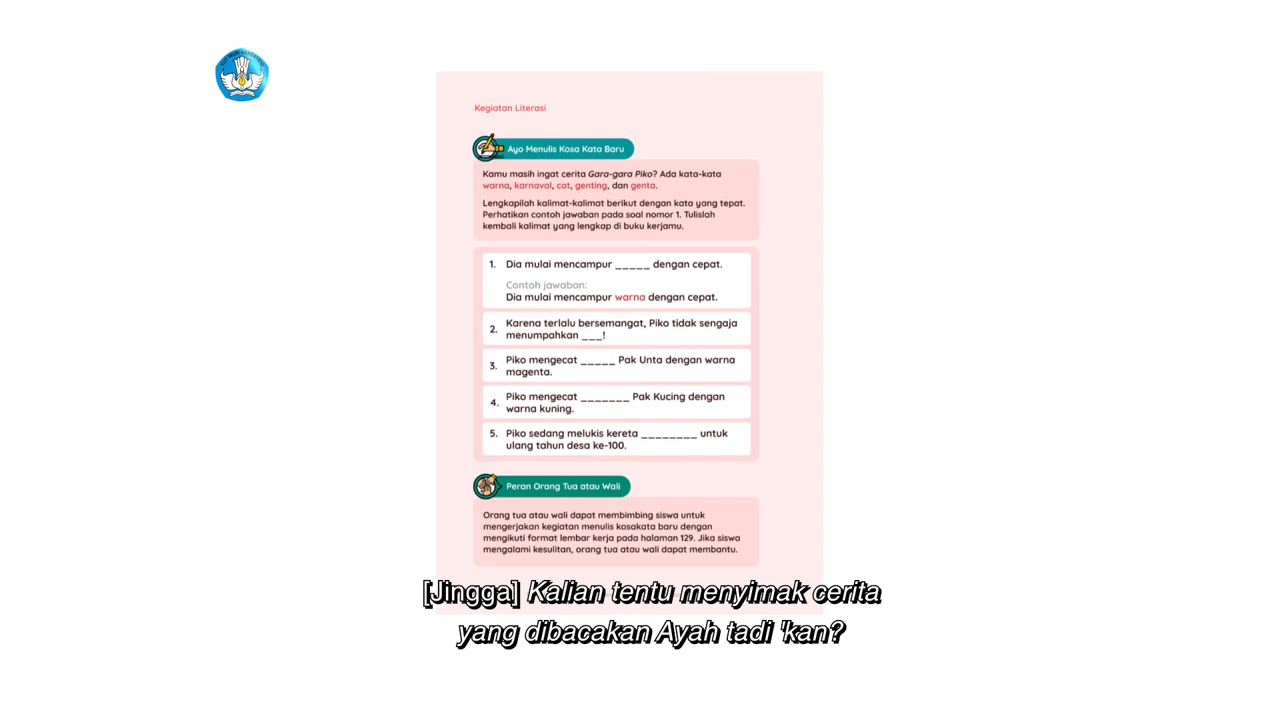 Kegiatan Literasi
Ayo Menulis Kosa Kata Baru
Kamu masih ingat cerita Gara-gara Piko? Ada kata-kata
warna, karnaval, cat, genting, dan genta.
Lengkapilah kalimat-kalimat berikut dengan kata yang tepat.
Perhatikan contoh jawaban pada soal nomor 1. Tulislah
kembali kalimat yang lengkap di buku kerjamu.
1. Dia mulai mencampur _____ dengan cepat.
Contoh jawaban:
Dia mulai mencampur warna dengan cepat.
2. Karena terlalu bersemangat, Piko tidak sengaja
menumpahkan ___!
3. Piko mengecat _____ Pak Unta dengan warna
magenta.
4. Piko mengecat _______ Pak Kucing dengan
warna kuning.
5. Piko sedang melukis kereta ________ untuk
ulang tahun desa ke-100.
Peran Orang Tua atau Wali
Orang tua atau wali dapat membimbing siswa untuk
mengerjakan kegiatan menulis kosakata baru dengan
mengikuti format lembar kerja pada halaman 129. Jika siswa
mengalami kesulitan, orang tua atau wali dapat membantu.
[Jingga] Kalian tentu menyimak cerita
yang dibacakan Ayah tadi 'kan?